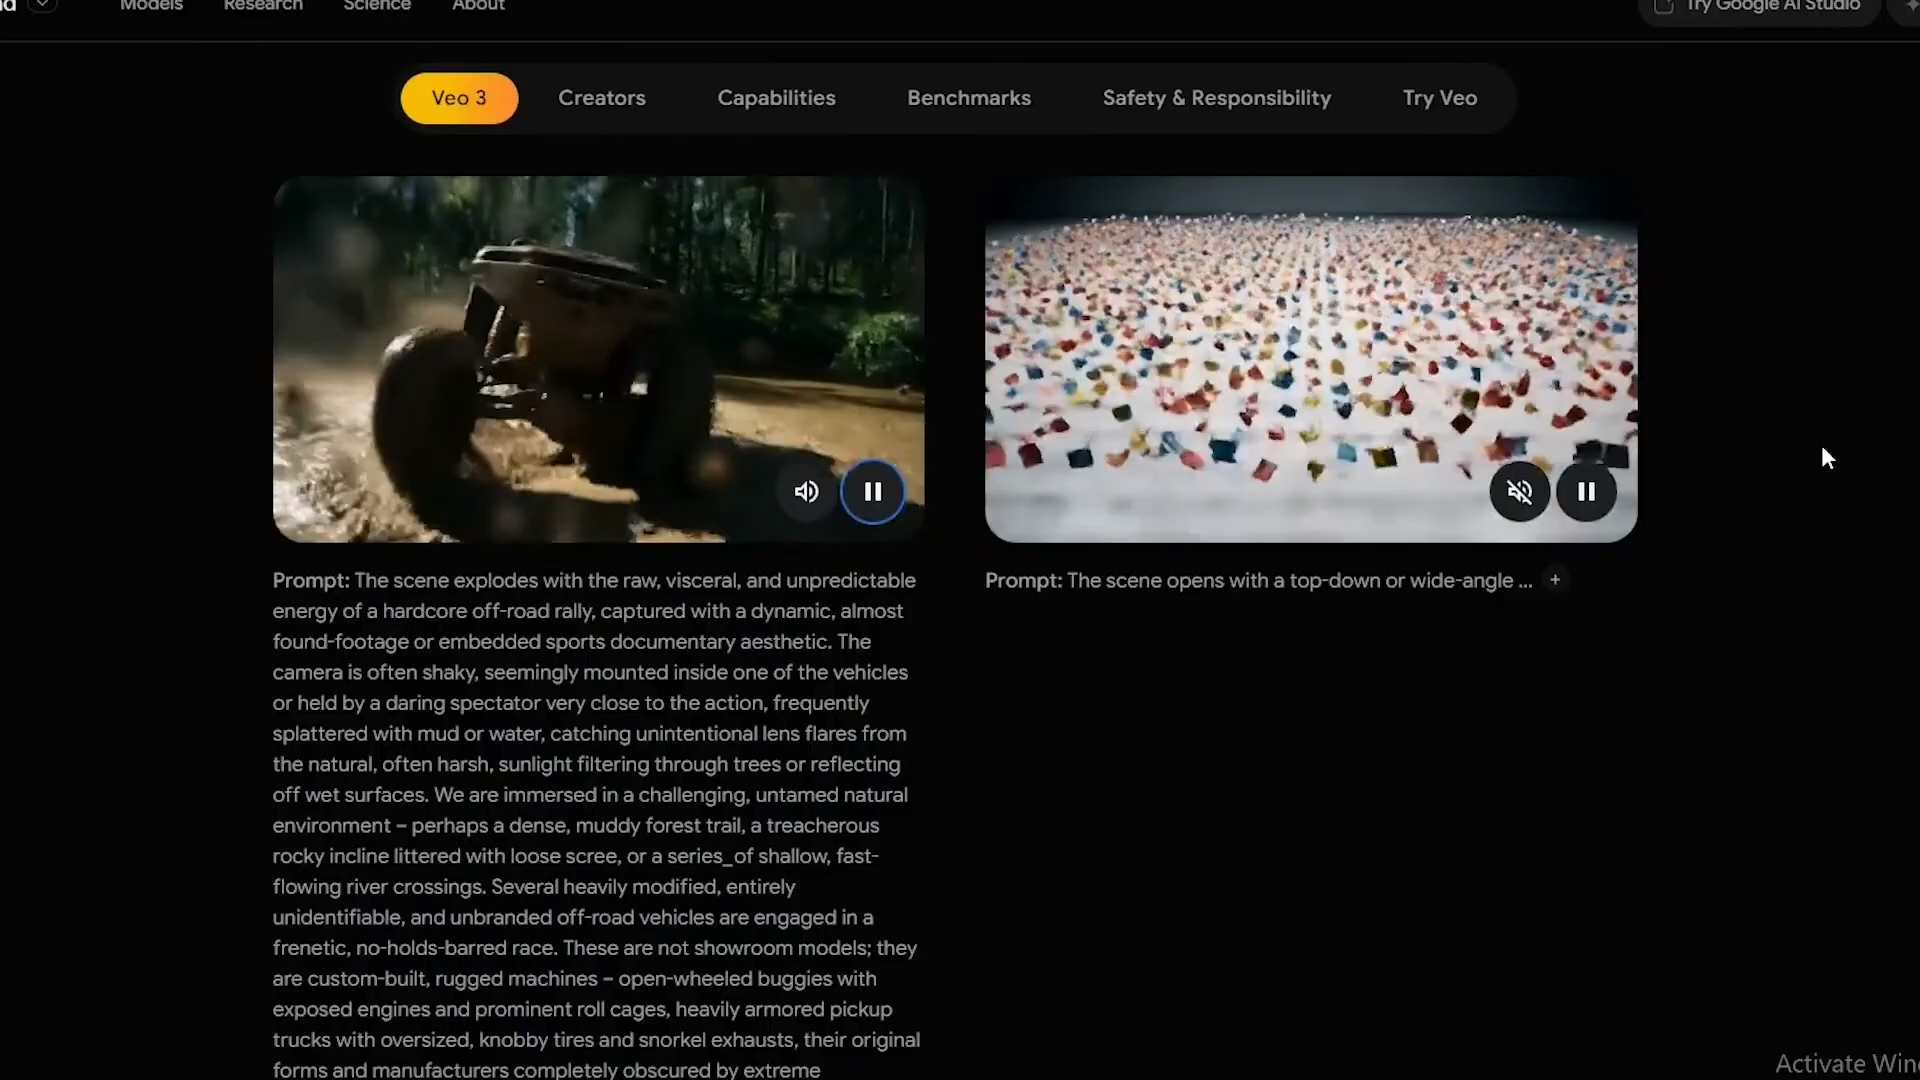 Models Research Science About Try Google AI Studio
Veo 3 Creators Capabilities Benchmarks Safety & Responsibility Try Veo
Prompt: The scene explodes with the raw, visceral, and unpredictable
energy of a hardcore off-road rally, captured with a dynamic, almost
found-footage or embedded sports documentary aesthetic. The
camera is often shaky, seemingly mounted inside one of the vehicles
or held by a daring spectator very close to the action, frequently
splattered with mud or water, catching unintentional lens flares from
the natural, often harsh, sunlight filtering through trees or reflecting
off wet surfaces. We are immersed in a challenging, untamed natural
environment – perhaps a dense, muddy forest trail, a treacherous
rocky incline littered with loose scree, or a series_of shallow, fast-
flowing river crossings. Several heavily modified, entirely
unidentifiable, and unbranded off-road vehicles are engaged in a
frenetic, no-holds-barred race. These are not showroom models; they
are custom-built, rugged machines – open-wheeled buggies with
exposed engines and prominent roll cages, heavily armored pickup
trucks with oversized, knobby tires and snorkel exhausts, their original
forms and manufacturers completely obscured by extreme
Prompt: The scene opens with a top-down or wide-angle ... +
Activate Win